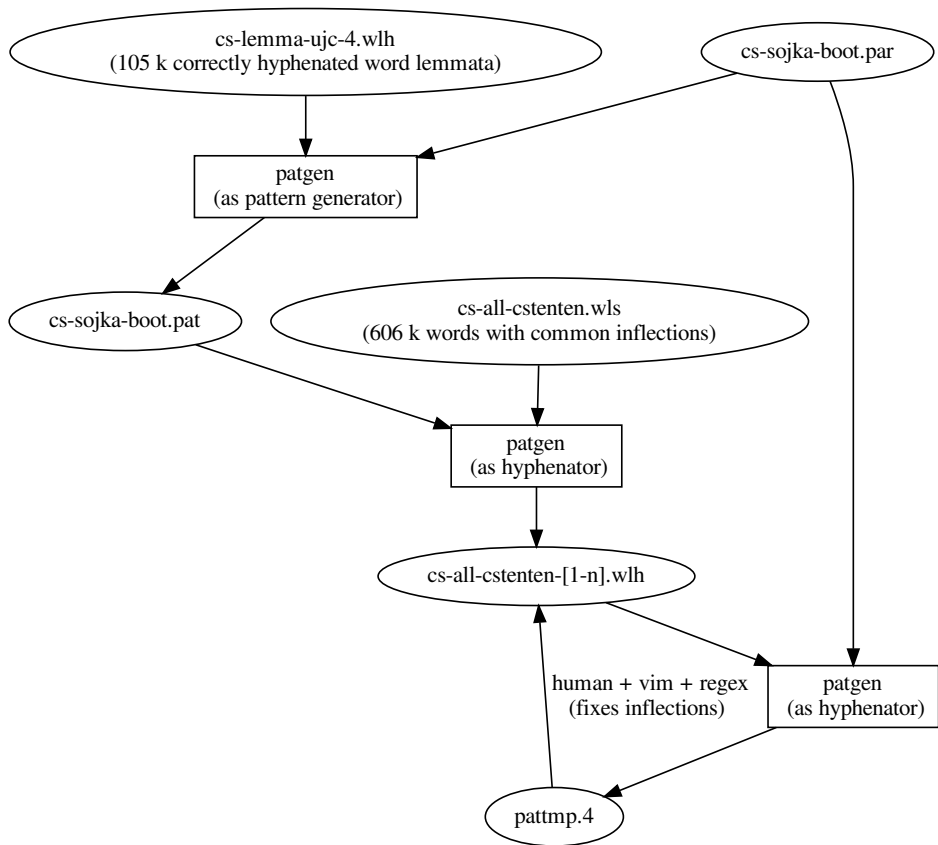 cs-lemma-ujc-4.wlh
(105 k correctly hyphenated word lemmata)
cs-sojka-boot.par
patgen
(as pattern generator)
cs-sojka-boot.pat
cs-all-cstenten.wls
(606 k words with common inflections)
patgen
(as hyphenator)
cs-all-cstenten-[1-n].wlh
human + vim + regex
(fixes inflections)
patgen
(as hyphenator)
pattmp.4